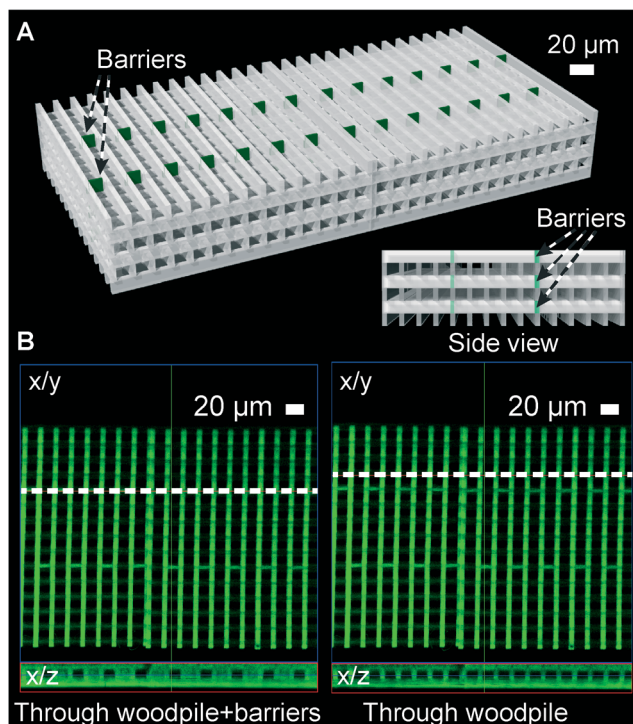 A
Barriers
20 µm
Barriers
Side view
B
x/y
20 µm
x/z
Through woodpile+barriers
20 µm
x/y
x/z
Through woodpile